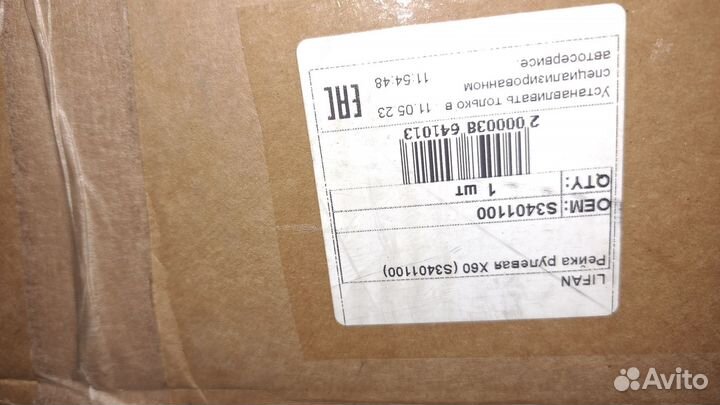 LIFAN
Рейка рулевая X60 (S3401100)
OEM: S3401100
QTY: 1 шт
2 000038 641013
Устанавливать только в
специализированном
автосервисе.
11.05.23
11:54:48
EAC
Avito